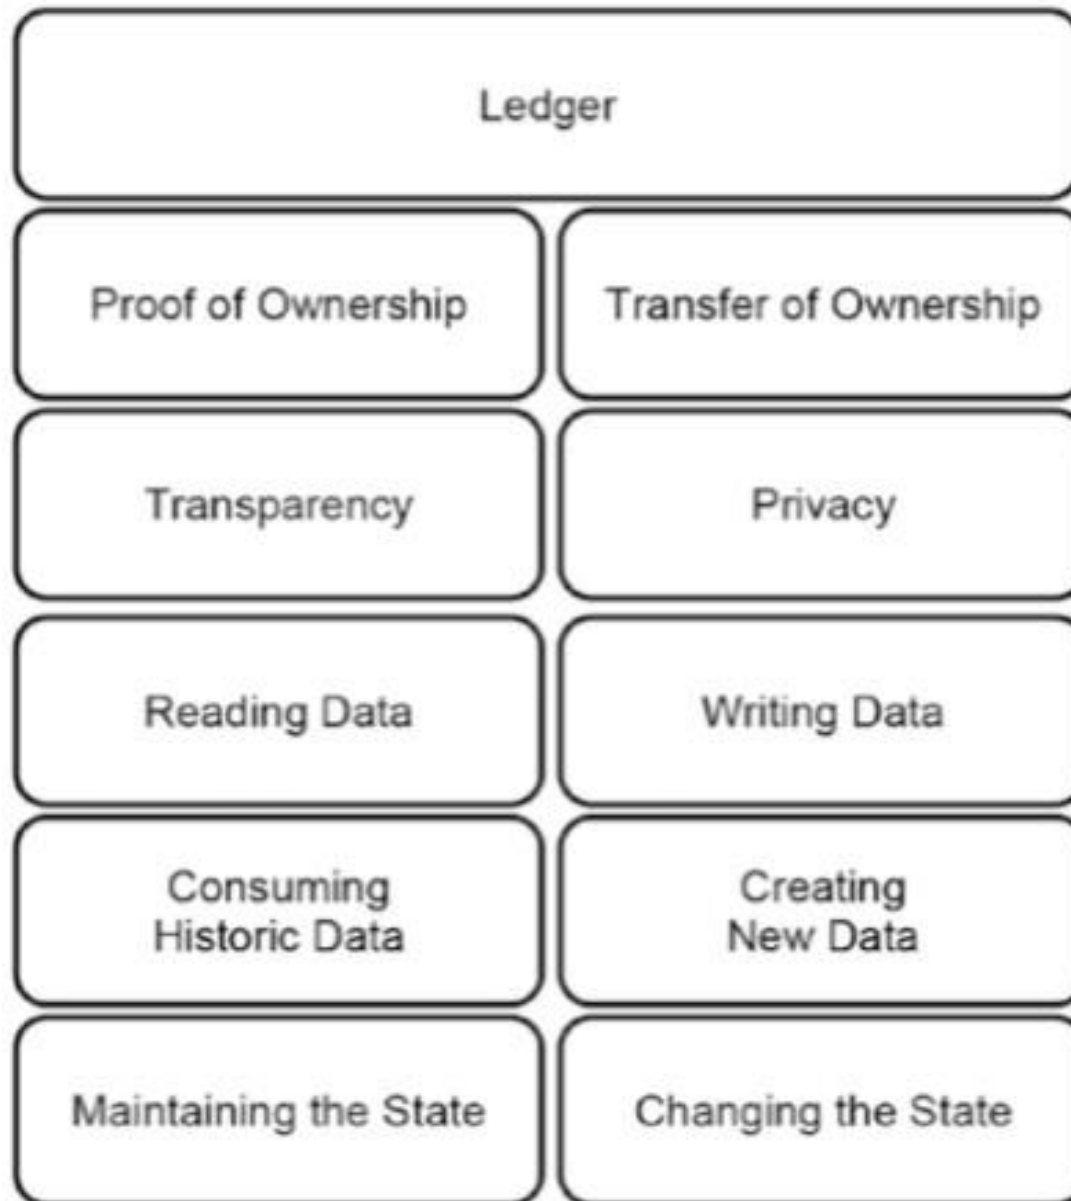 Ledger
Proof of Ownership
Transfer of Ownership
Transparency
Privacy
Reading Data
Writing Data
Consuming
Historic Data
Creating
New Data
Maintaining the State
Changing the State